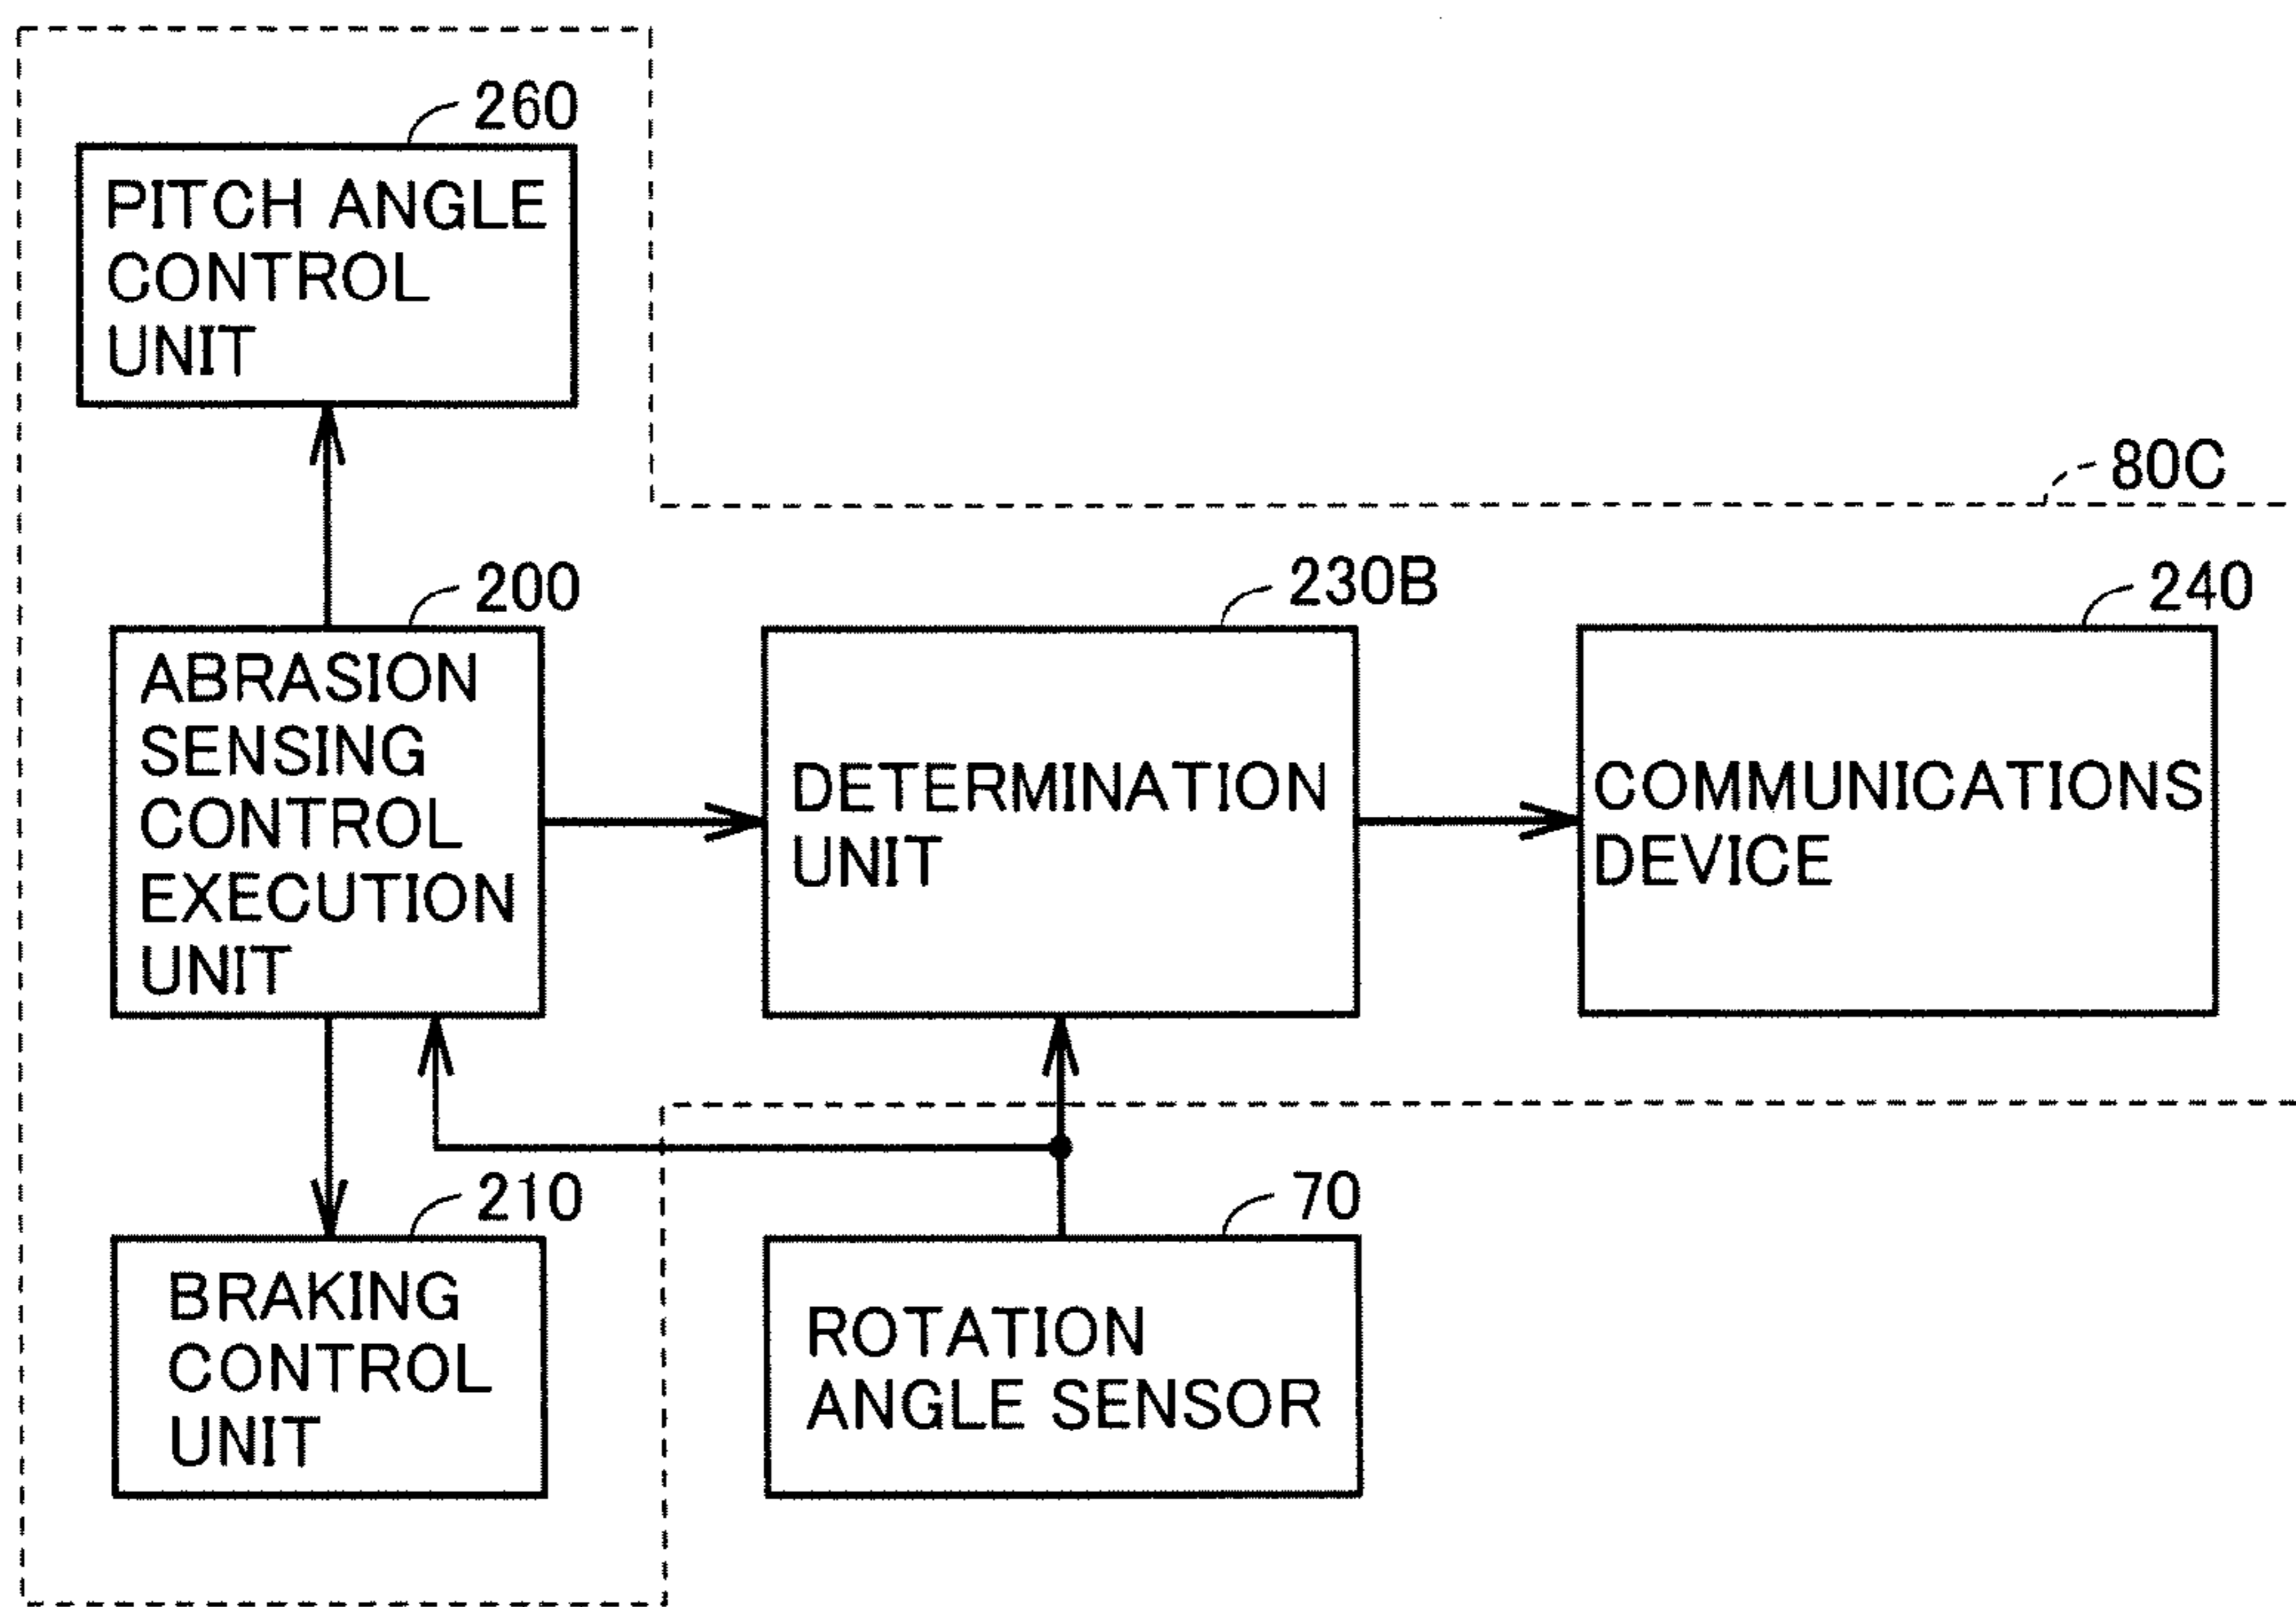 260
PITCH ANGLE
CONTROL
UNIT
80C
200
ABRASION
SENSING
CONTROL
EXECUTION
UNIT
230B
DETERMINATION
UNIT
240
COMMUNICATIONS
DEVICE
210
BRAKING
CONTROL
UNIT
70
ROTATION
ANGLE SENSOR